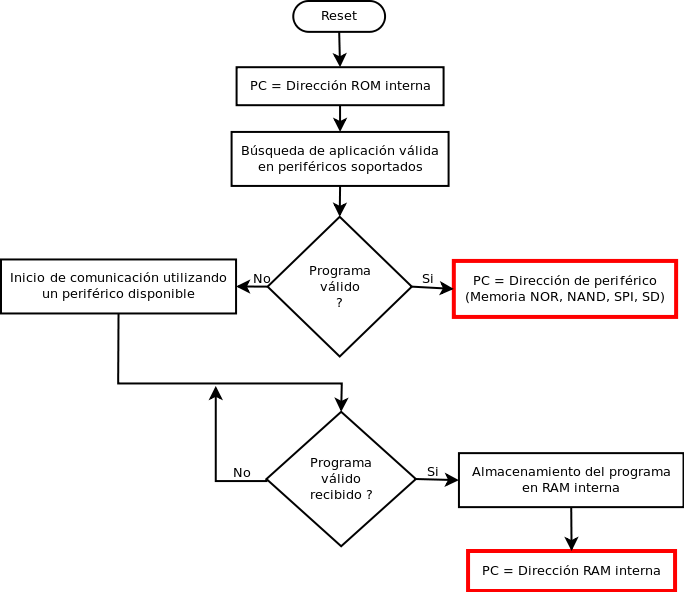 Reset
PC = Dirección ROM interna
Búsqueda de aplicación válida
en periféricos soportados
Programa
válido
?
No
Si
Inicio de comunicación utilizando
un periférico disponible
PC = Dirección de periférico
(Memoria NOR, NAND, SPI, SD)
Programa
válido
recibido ?
No
Si
Almacenamiento del programa
en RAM interna
PC = Dirección RAM interna